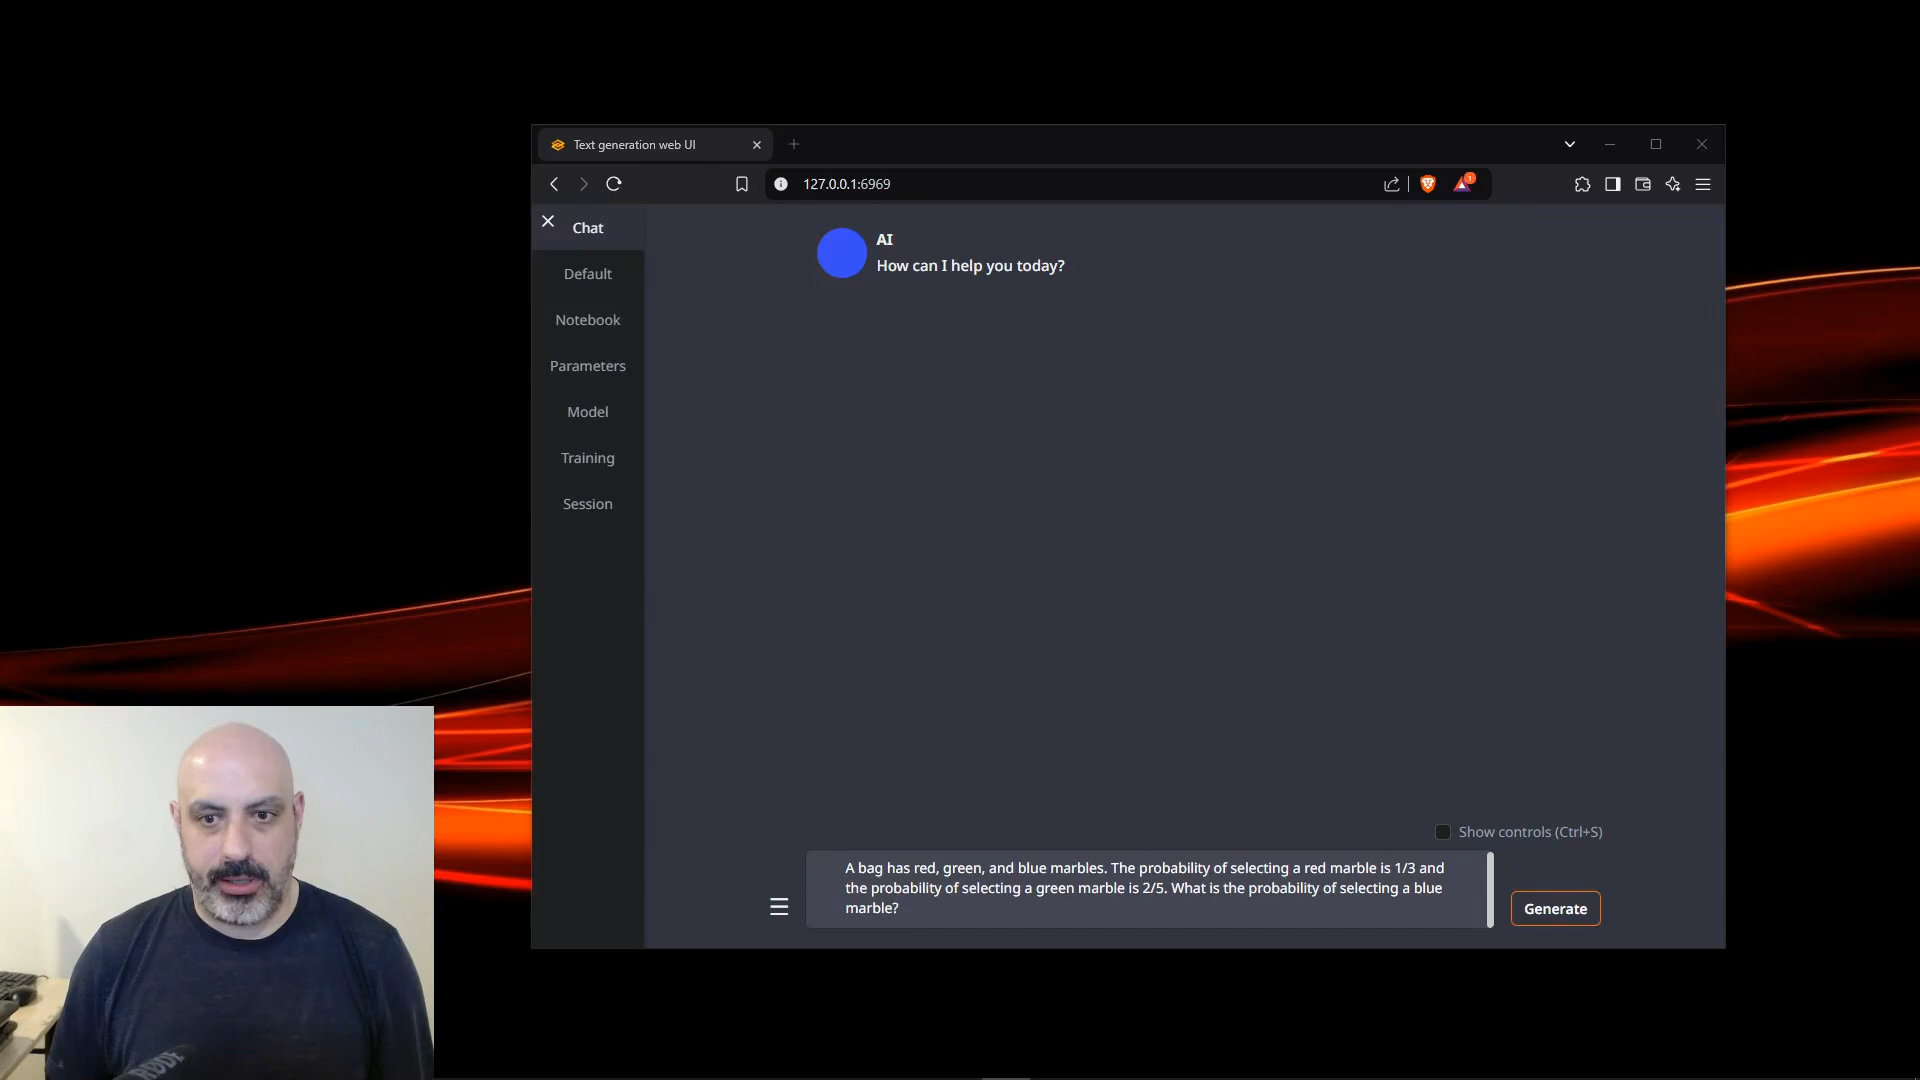 Text generation web UI
127.0.0.1:6969
1
Chat
Default
Notebook
Parameters
Model
Training
Session
AI
How can I help you today?
Show controls (Ctrl+S)
A bag has red, green, and blue marbles. The probability of selecting a red marble is 1/3 and
the probability of selecting a green marble is 2/5. What is the probability of selecting a blue
marble?
Generate
RODE